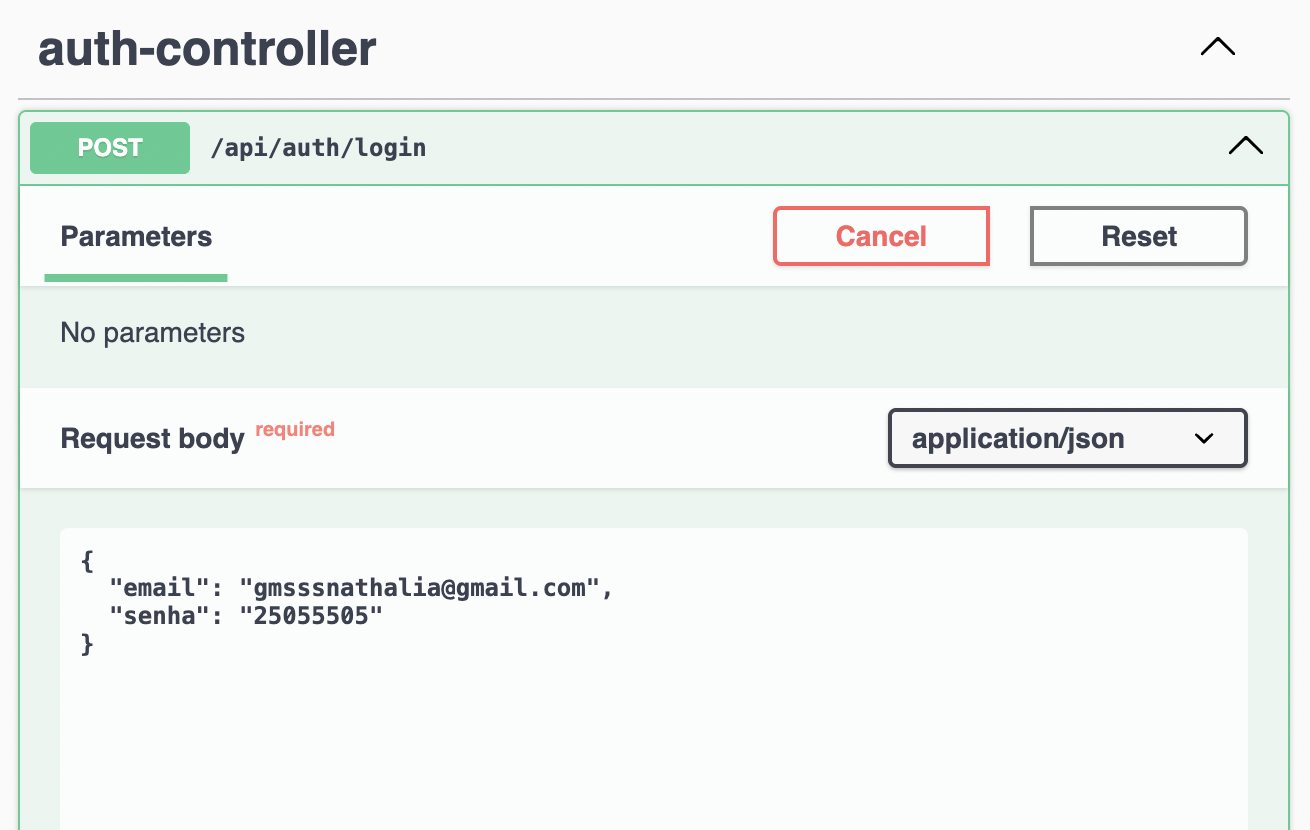 auth-controller
POST /api/auth/login
Parameters
Cancel
Reset
No parameters
Request body required
application/json
{
  "email": "gmsssnathalia@gmail.com",
  "senha": "25055505"
}